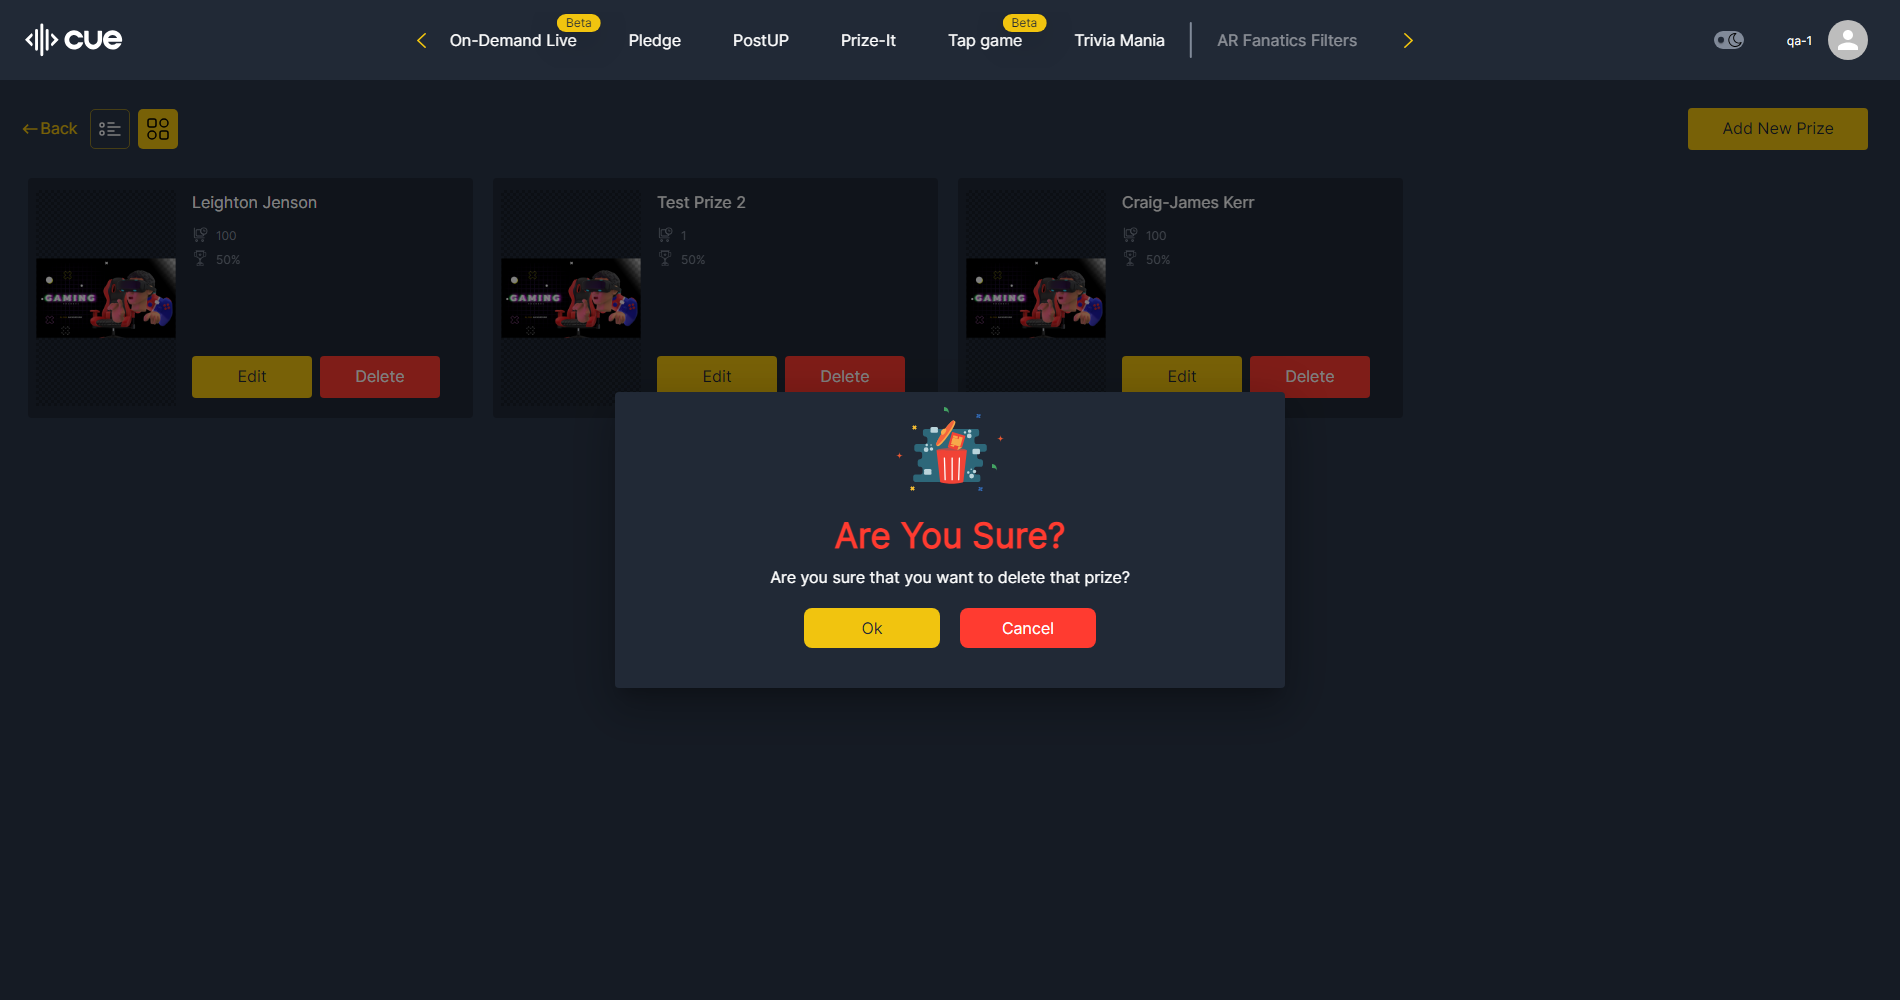 cue
On-Demand Live
Beta
Pledge
PostUP
Prize-It
Tap game
Beta
Trivia Mania
AR Fanatics Filters
qa-1
Back
Add New Prize
Leighton Jenson
100
50%
GAMING
Edit
Delete
Test Prize 2
1
50%
GAMING
Edit
Delete
Craig-James Kerr
100
50%
GAMING
Edit
Delete
Are You Sure?
Are you sure that you want to delete that prize?
Ok
Cancel